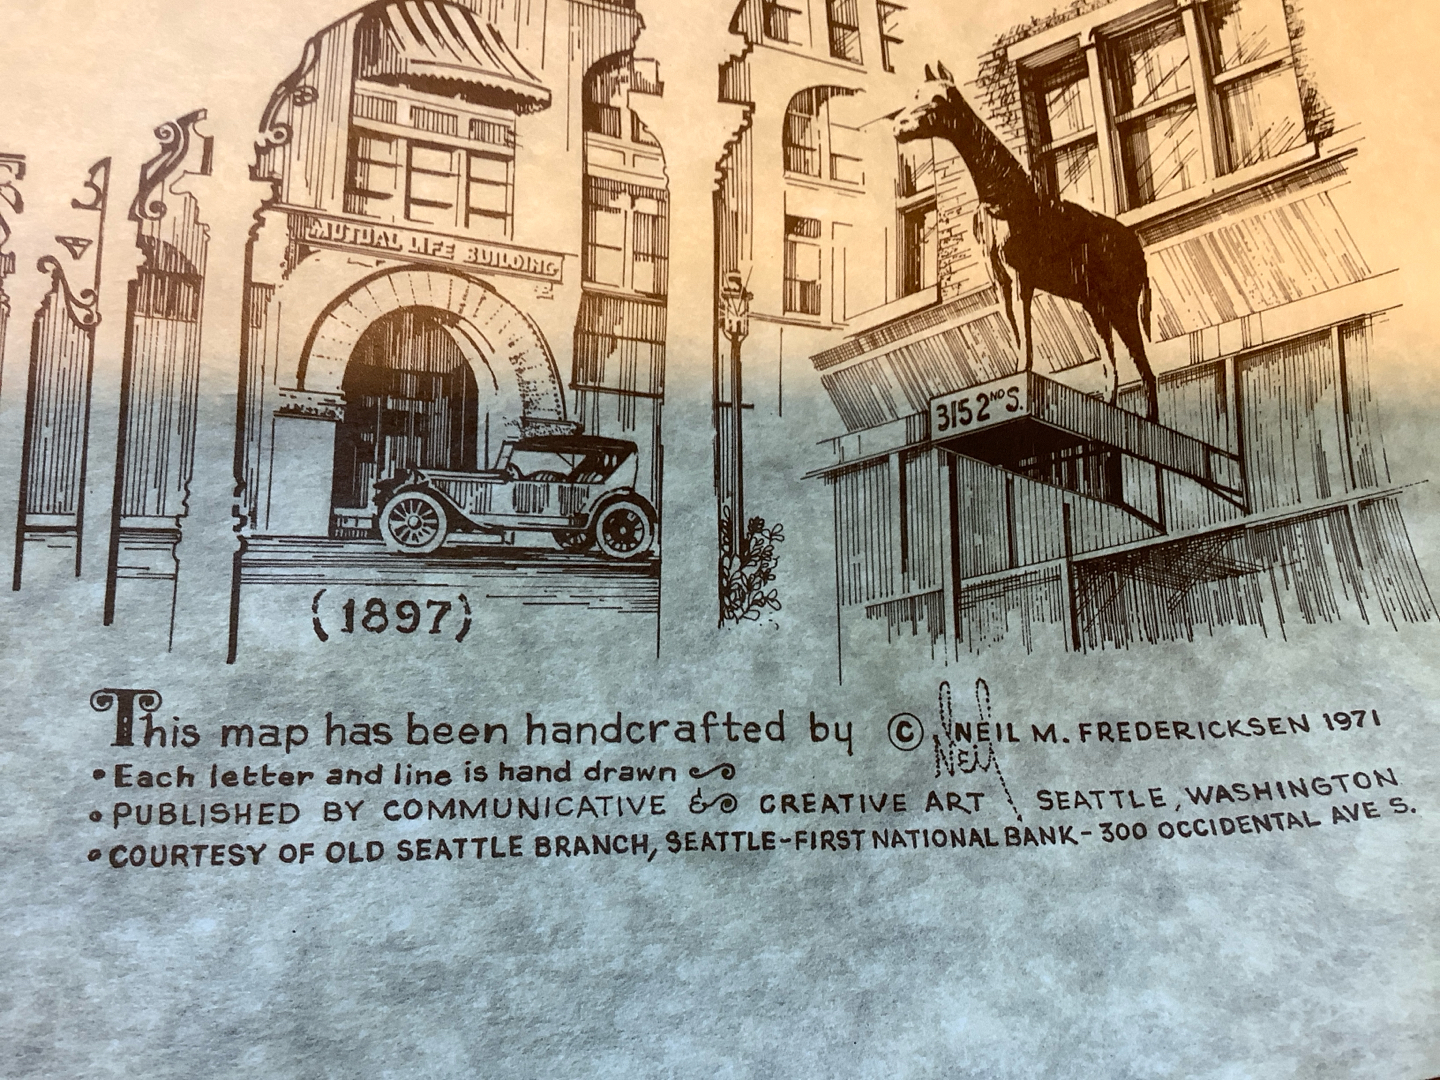 MUTUAL LIFE BUILDING
315 2ND S.
(1897)
This map has been handcrafted by © NEIL M. FREDERICKSEN 1971
Neil
• Each letter and line is hand drawn
• PUBLISHED BY COMMUNICATIVE & CREATIVE ART SEATTLE, WASHINGTON
• COURTESY OF OLD SEATTLE BRANCH, SEATTLE-FIRST NATIONAL BANK - 300 OCCIDENTAL AVE S.